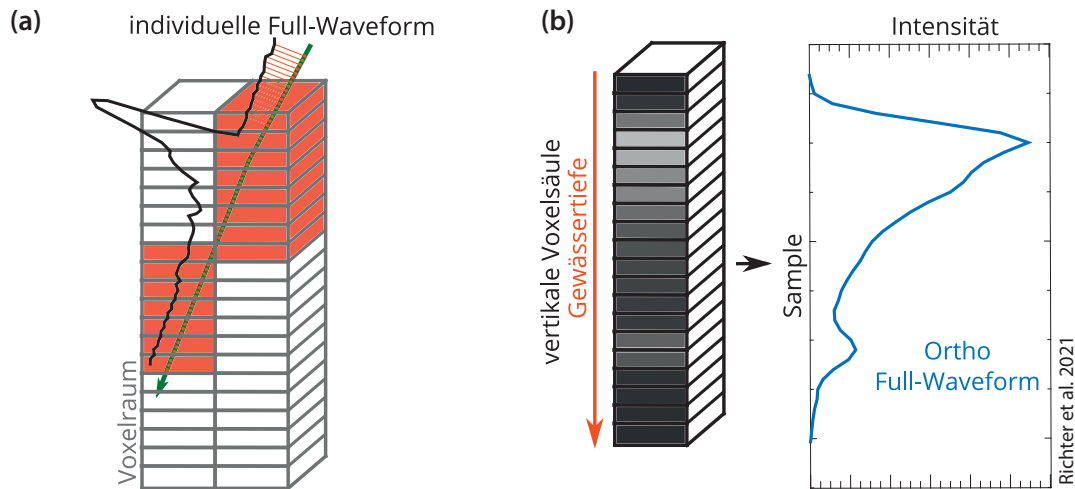 (a)
individuelle Full-Waveform
Voxelraum
(b)
vertikale Voxelsäule
Gewässertiefe
Intensität
Sample
Ortho
Full-Waveform
Richter et al. 2021